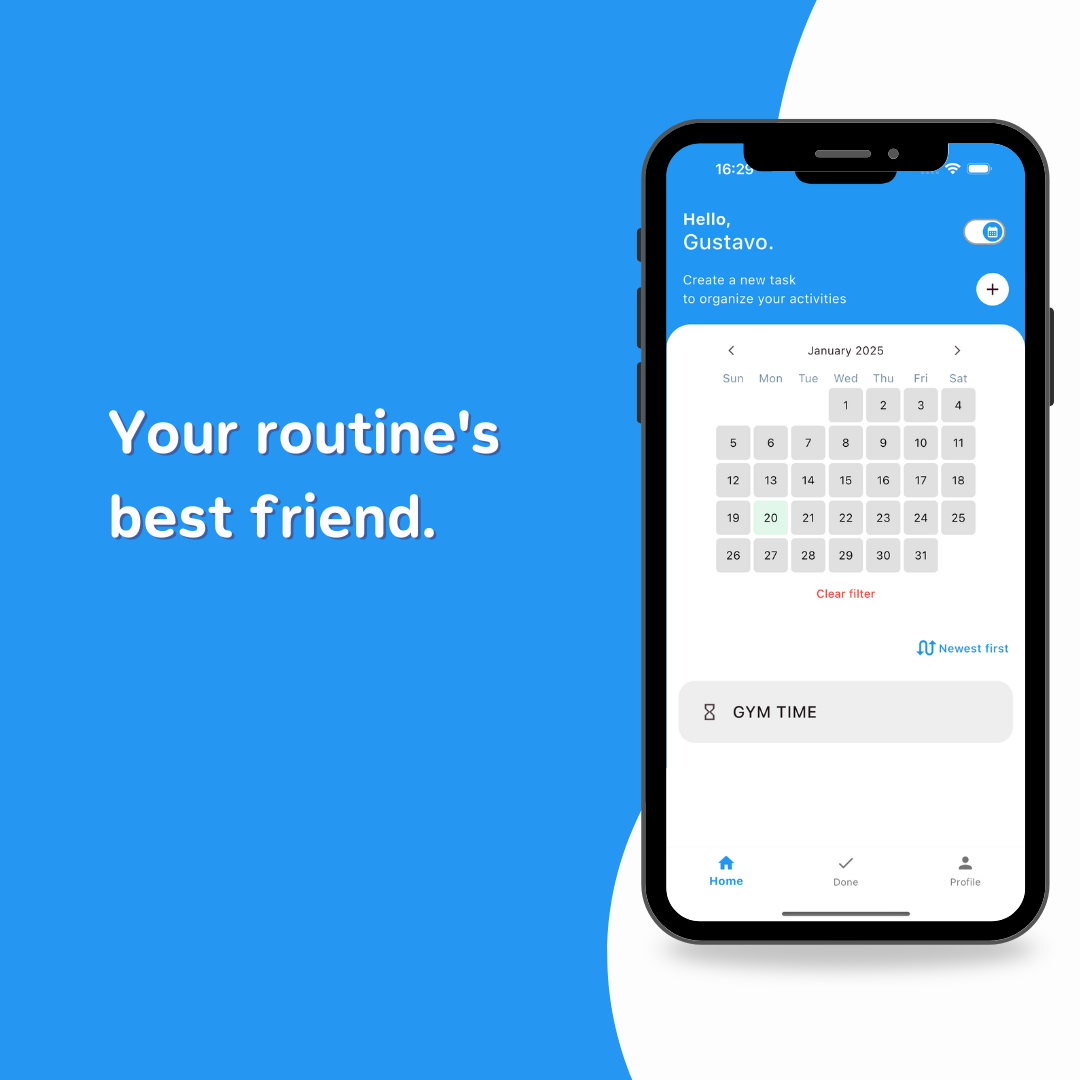 Your routine's
best friend.
16:29
Hello,
Gustavo.
Create a new task
to organize your activities
+
January 2025
Sun Mon Tue Wed Thu Fri Sat
1 2 3 4
5 6 7 8 9 10 11
12 13 14 15 16 17 18
19 20 21 22 23 24 25
26 27 28 29 30 31
Clear filter
Newest first
GYM TIME
Home Done Profile